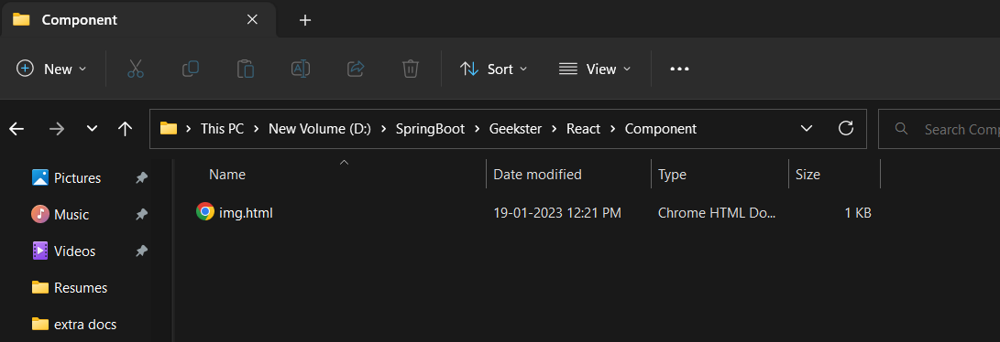 Component
New Sort View
This PC New Volume (D:) SpringBoot Geekster React Component Search Comp
Name Date modified Type Size
Pictures
img.html 19-01-2023 12:21 PM Chrome HTML Do... 1 KB
Music
Videos
Resumes
extra docs